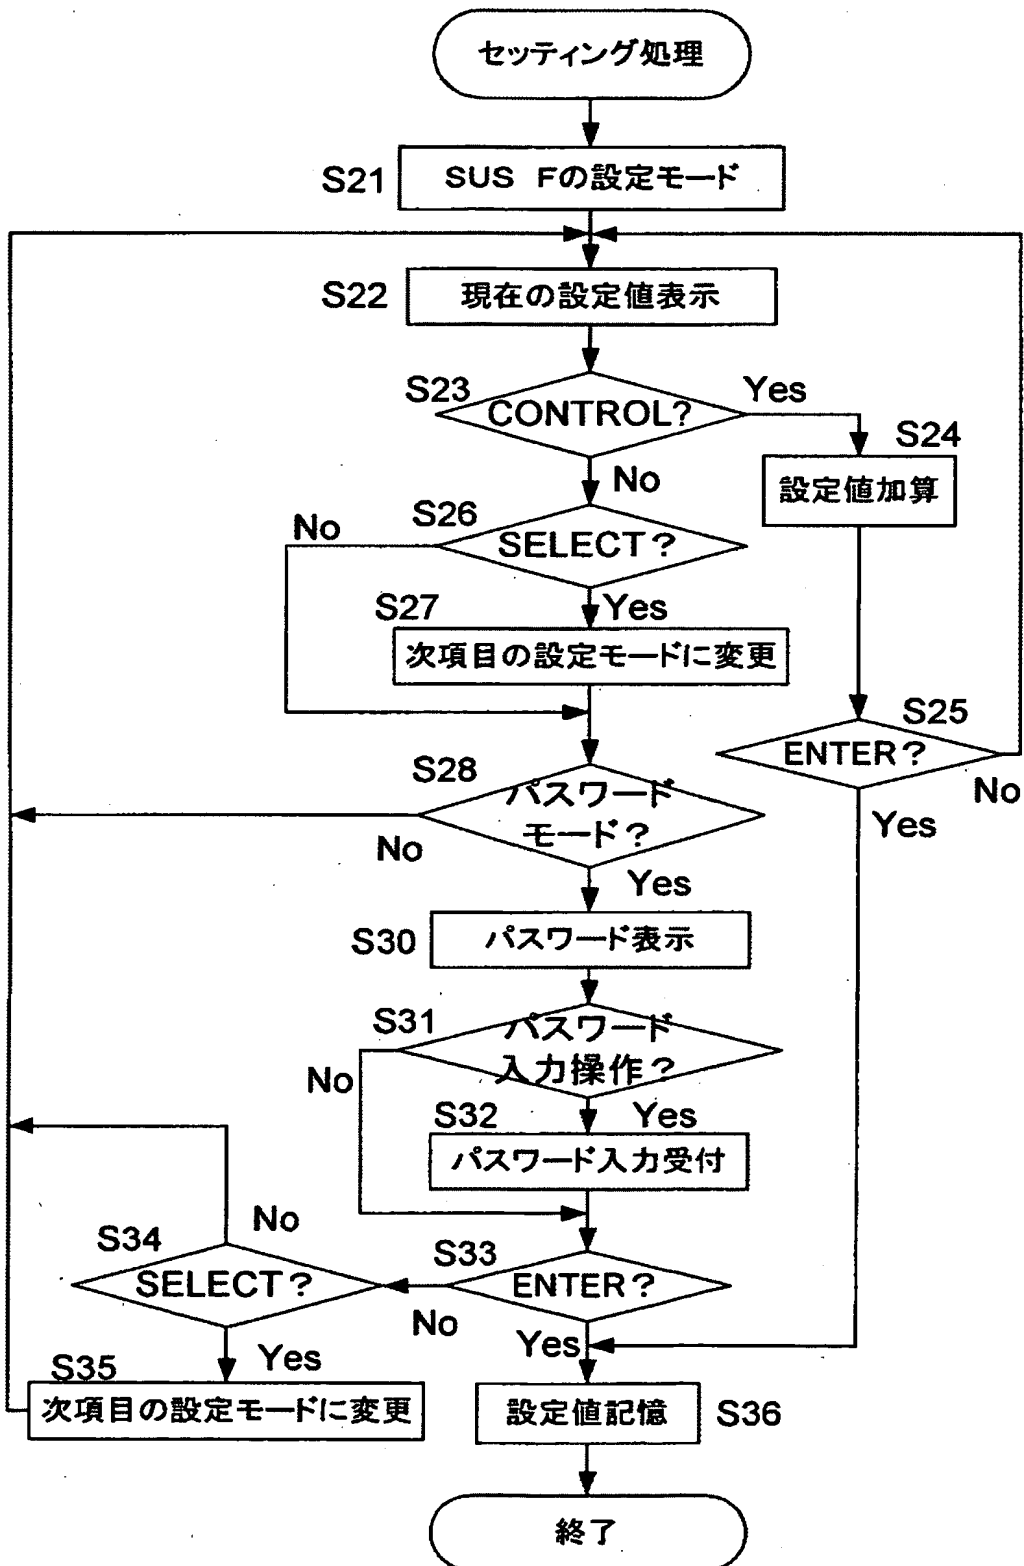 セッティング処理
S21
SUS Fの設定モード
S22
現在の設定値表示
S23
CONTROL?
Yes
No
S24
設定値加算
S26
SELECT?
No
Yes
S27
次項目の設定モードに変更
S25
ENTER?
No
Yes
S28
パスワード
モード?
No
Yes
S30
パスワード表示
S31
パスワード
入力操作?
No
Yes
S32
パスワード入力受付
S33
ENTER?
No
Yes
S34
SELECT?
No
Yes
S35
次項目の設定モードに変更
設定値記憶
S36
終了